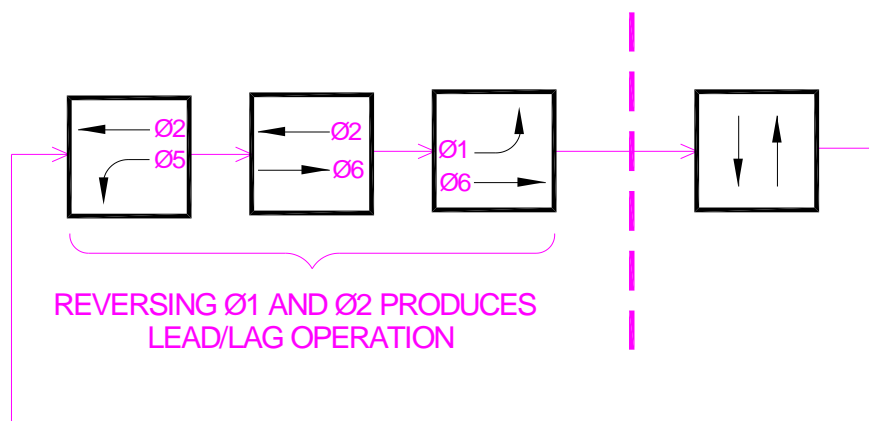 Ø2
Ø5
Ø2
Ø6
Ø1
Ø6
REVERSING Ø1 AND Ø2 PRODUCES
LEAD/LAG OPERATION